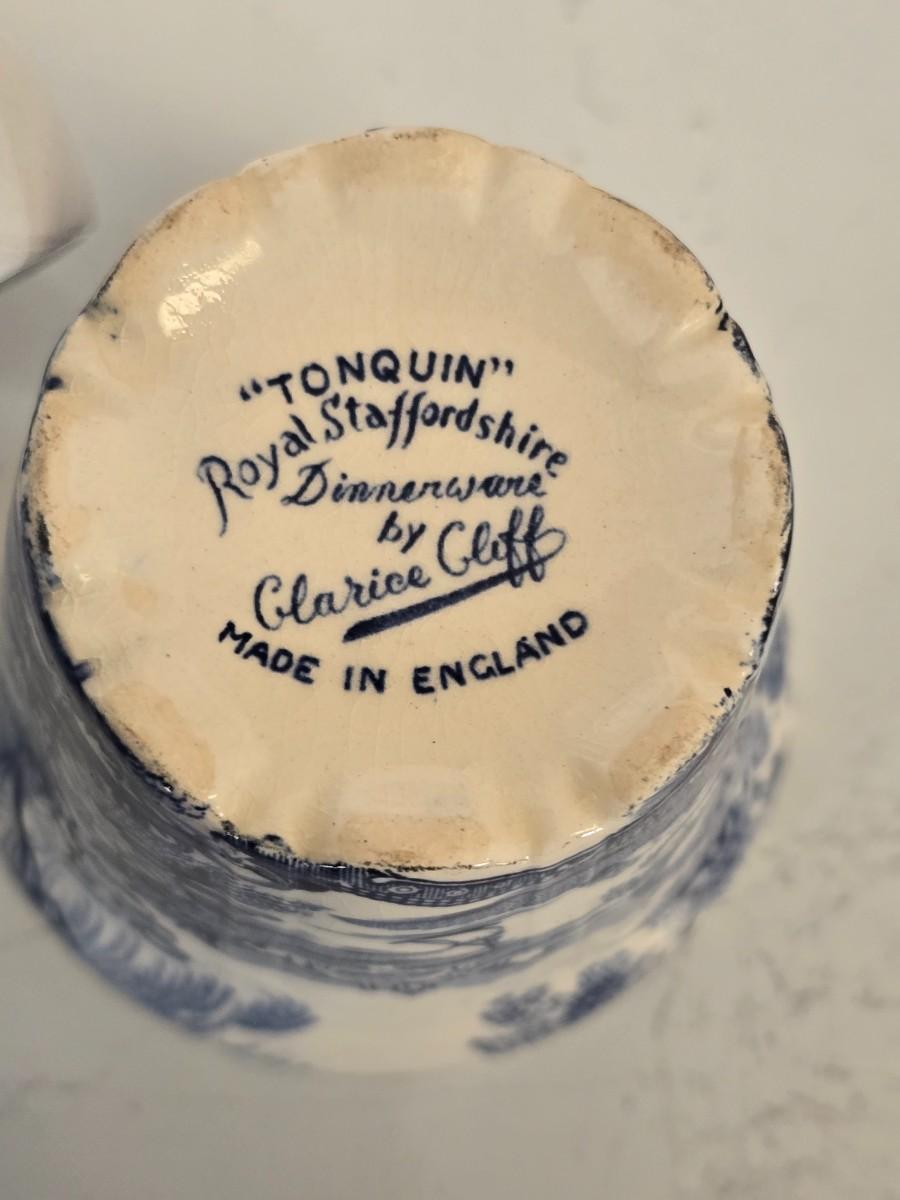 "TONQUIN"
Royal Staffordshire
Dinnerware
by
Clarice Cliff
MADE IN ENGLAND